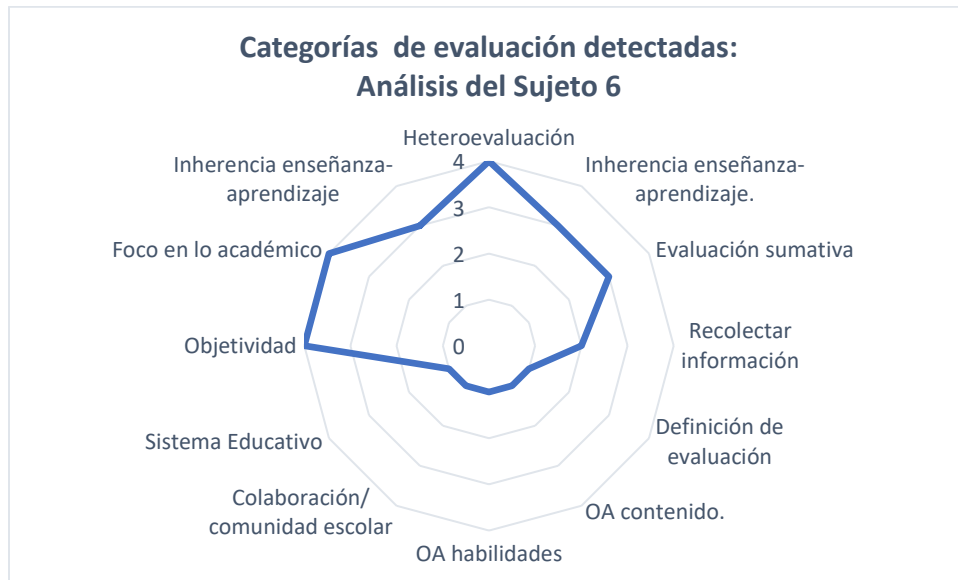 Categorías de evaluación detectadas:
Análisis del Sujeto 6
Heteroevaluación
Inherencia enseñanza-
aprendizaje.
Evaluación sumativa
Recolectar
información
Definición de
evaluación
OA contenido.
OA habilidades
Colaboración/
comunidad escolar
Sistema Educativo
Objetividad
Foco en lo académico
Inherencia enseñanza-
aprendizaje
4
3
2
1
0